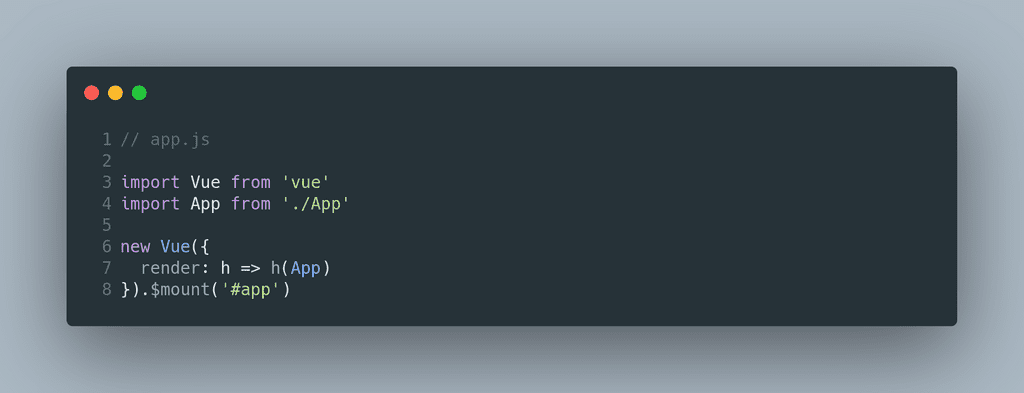 1 // app.js
2
3 import Vue from 'vue'
4 import App from './App'
5
6 new Vue({
7   render: h => h(App)
8 }).$mount('#app')